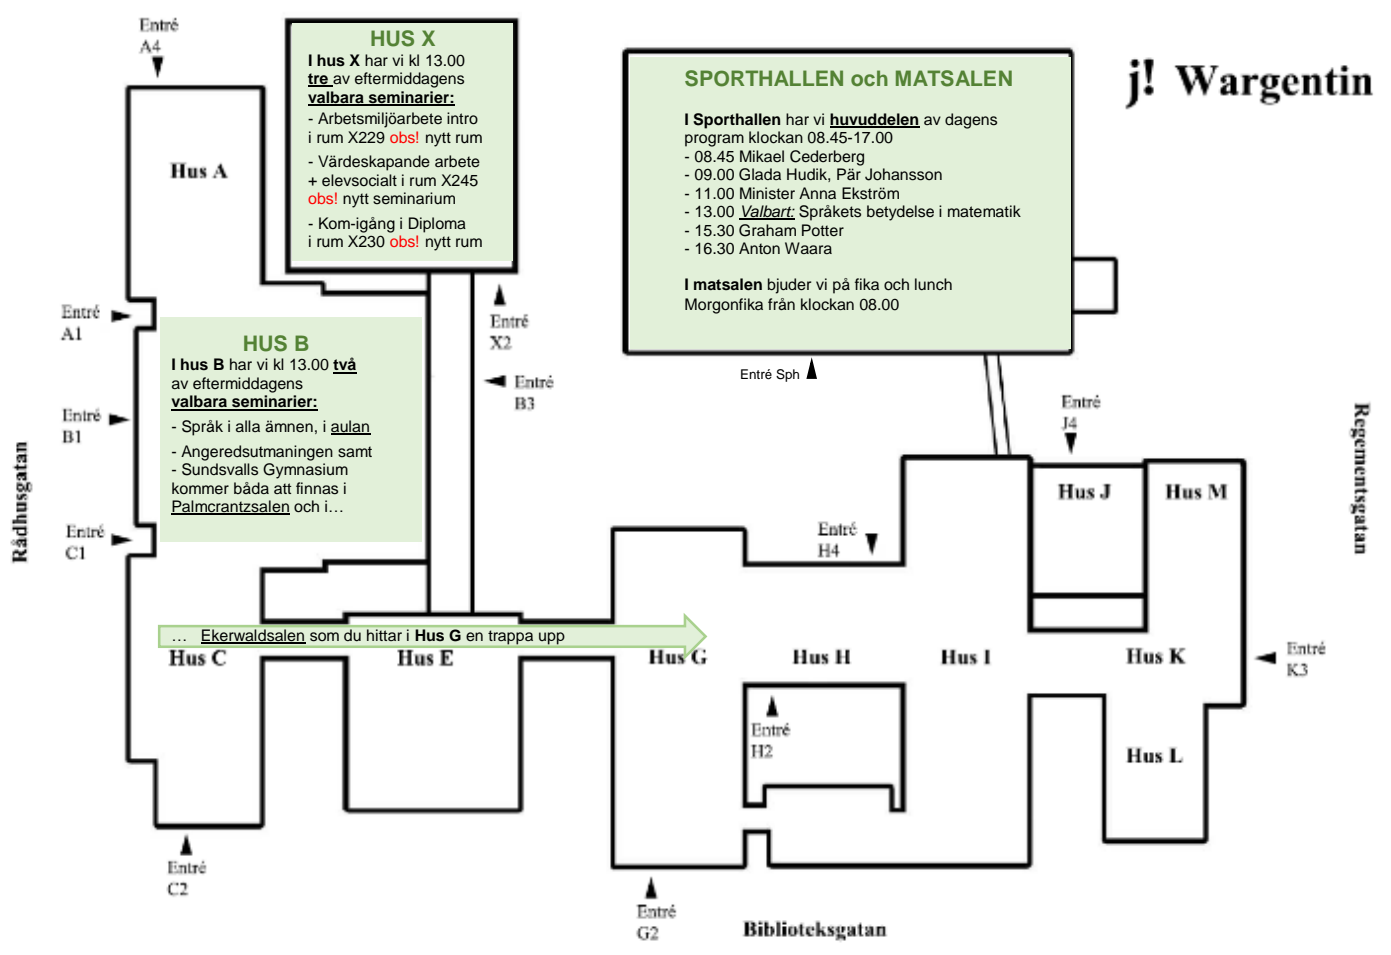 Entré
A4
HUS X
I hus X har vi kl 13.00
tre av eftermiddagens
valbara seminarier:
- Arbetsmiljöarbete intro
i rum X229 obs! nytt rum
- Värdeskapande arbete
+ elevsocialt i rum X245
obs! nytt seminarium
- Kom-igång i Diploma
i rum X230 obs! nytt rum
SPORTHALLEN och MATSALEN
I Sporthallen har vi huvuddelen av dagens
program klockan 08.45-17.00
- 08.45 Mikael Cederberg
- 09.00 Glada Hudik, Pär Johansson
- 11.00 Minister Anna Ekström
- 13.00 Valbart: Språkets betydelse i matematik
- 15.30 Graham Potter
- 16.30 Anton Waara
I matsalen bjuder vi på fika och lunch
Morgonfika från klockan 08.00
j! Wargentin
Hus A
Entré
A1
Entré
X2
Entré
B3
Entré Sph
HUS B
I hus B har vi kl 13.00 två
av eftermiddagens
valbara seminarier:
- Språk i alla ämnen, i aulan
- Angeredsutmaningen samt
- Sundsvalls Gymnasium
kommer båda att finnas i
Palmcrantzsalen och i…
Entré
B1
Entré
C1
Rådhusgatan
Entré
J4
Regementsgatan
Hus J
Hus M
Entré
H4
… Ekerwaldsalen som du hittar i Hus G en trappa upp
Hus C
Hus E
Hus G
Hus H
Hus I
Hus K
Entré
K3
Entré
H2
Hus L
Entré
C2
Entré
G2
Biblioteksgatan